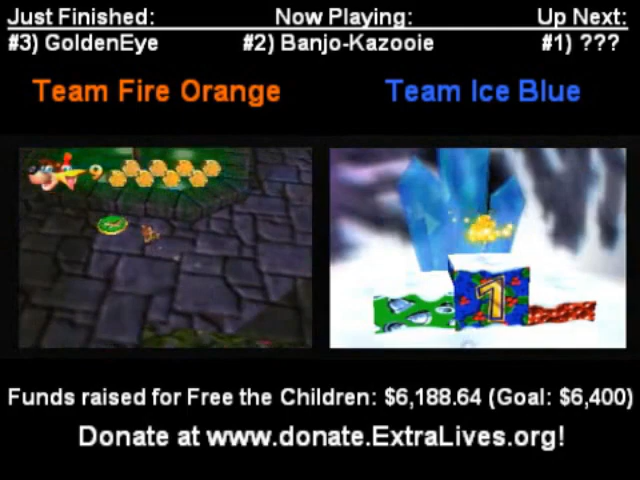 Just Finished: Now Playing: Up Next:
#3) GoldenEye #2) Banjo-Kazooie #1) ???
Team Fire Orange Team Ice Blue
9
1
Funds raised for Free the Children: $6,188.64 (Goal: $6,400)
Donate at www.donate.ExtraLives.org!